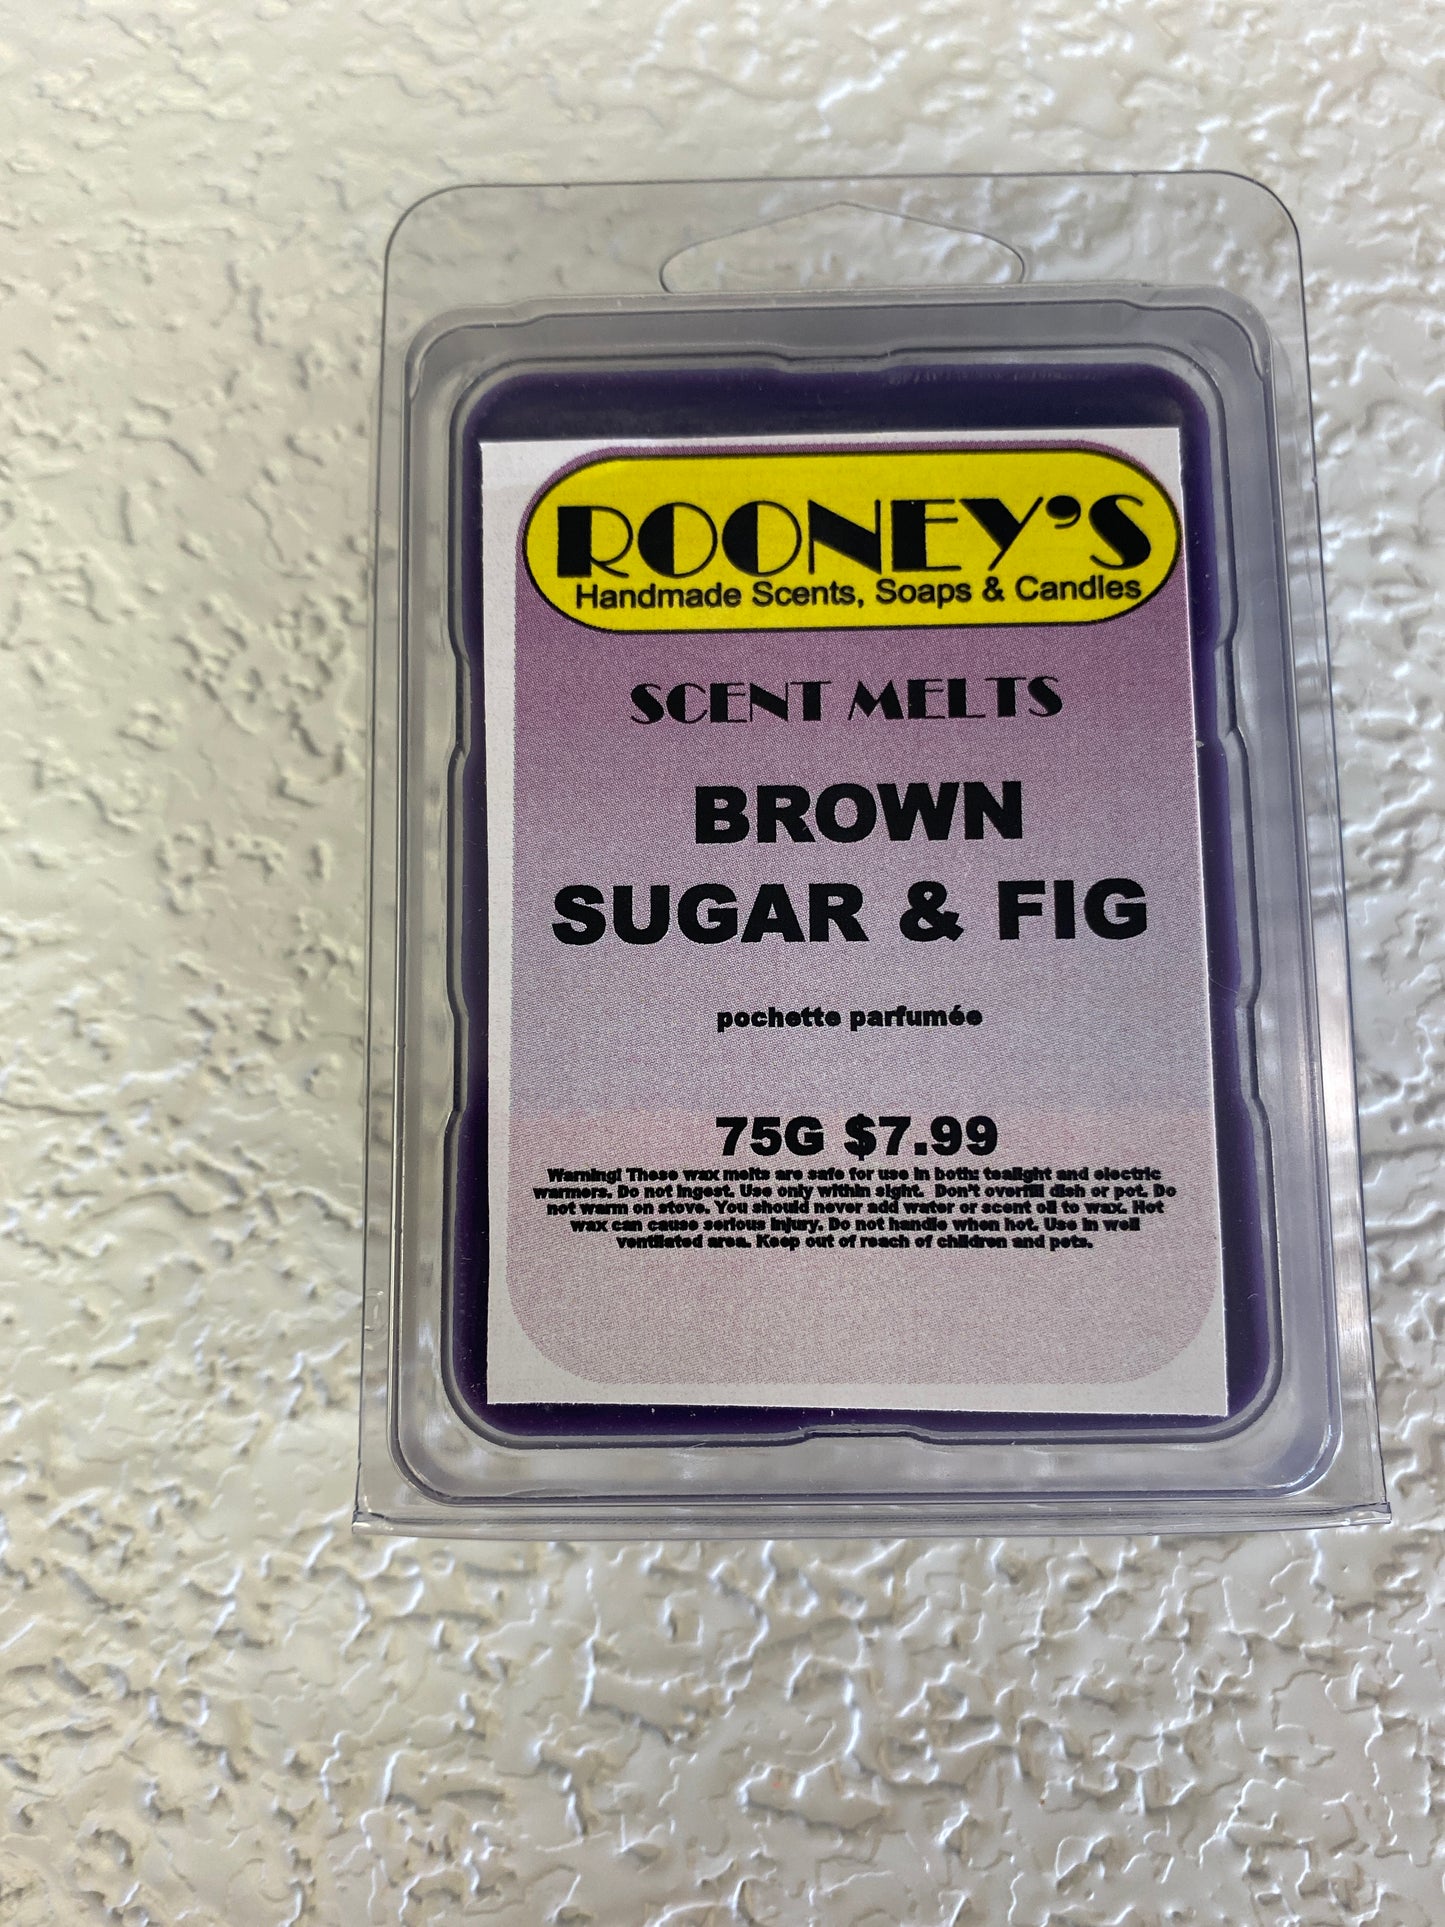 ROONEY'S
Handmade Scents, Soaps & Candles
SCENT MELTS
BROWN
SUGAR & FIG
pochette parfumée
75G $7.99
Warning! These wax melts are safe for use in both: tealight and electric
warmers. Do not ingest. Use only within sight. Don't overfill dish or pot. Do
not warm on stove. You should never add water or scent oil to wax. Hot
wax can cause serious injury. Do not handle when hot. Use in well
ventilated area. Keep out of reach of children and pets.